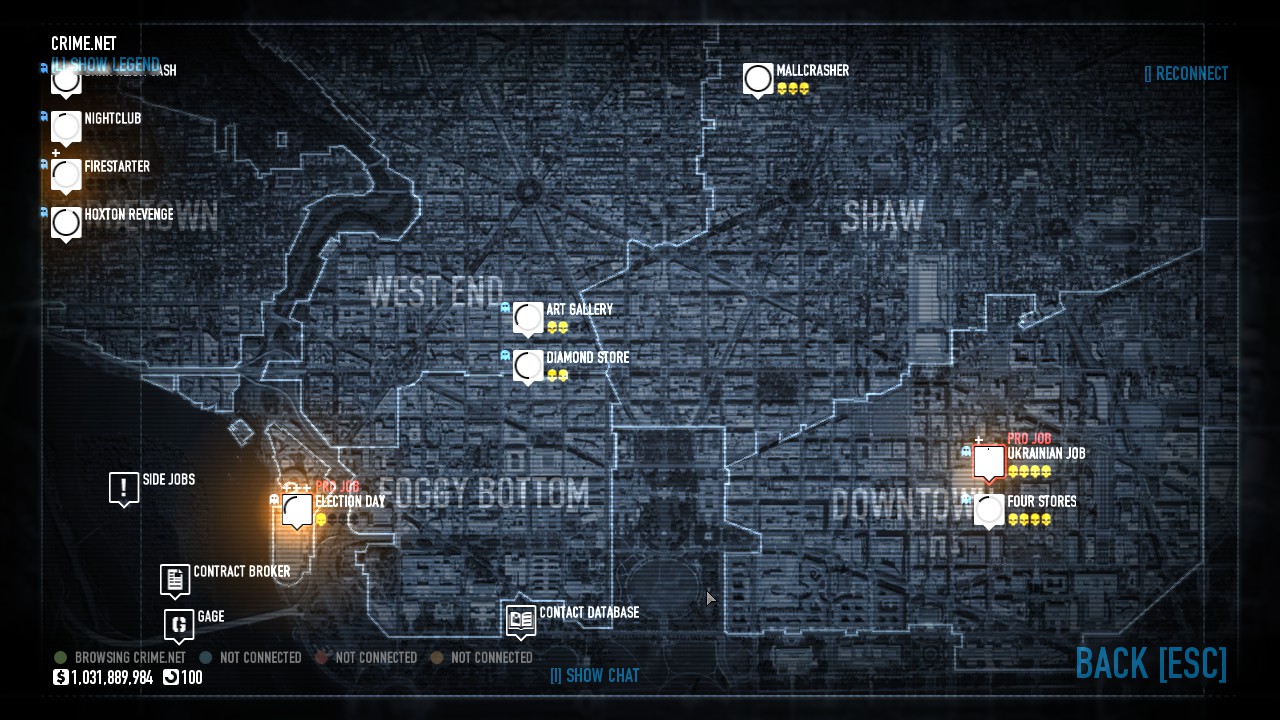 CRIME.NET
[L] SHOW LEGEND
NIGHTCLUB
FIRESTARTER
HOXTON REVENGE
MALLCRASHER
[] RECONNECT
SHAW
WEST END
ART GALLERY
DIAMOND STORE
PRO JOB
UKRAINIAN JOB
FOUR STORES
DOWNTOW
SIDE JOBS
PRO JOB
ELECTION DAY
FOGGY BOTTOM
CONTRACT BROKER
GAGE
CONTACT DATABASE
BROWSING CRIME.NET
NOT CONNECTED
NOT CONNECTED
NOT CONNECTED
$ 1,031,889,984
100
[I] SHOW CHAT
BACK [ESC]